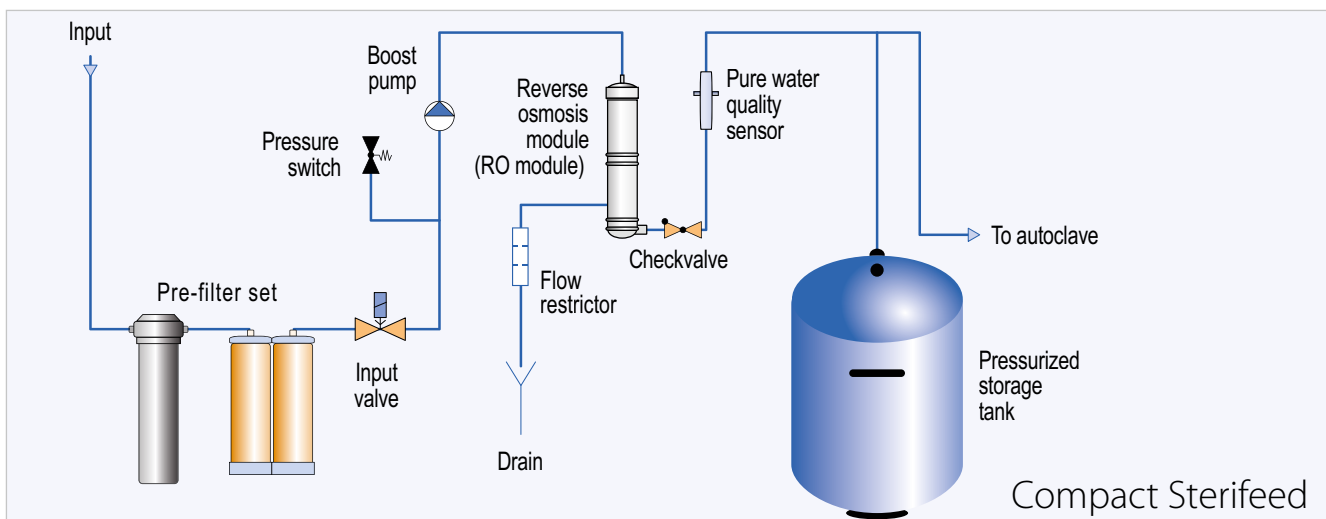 Input
Boost
pump
Pressure
switch
Reverse
osmosis
module
(RO module)
Pure water
quality
sensor
Checkvalve
To autoclave
Pre-filter set
Input
valve
Flow
restrictor
Drain
Pressurized
storage
tank
Compact Sterifeed